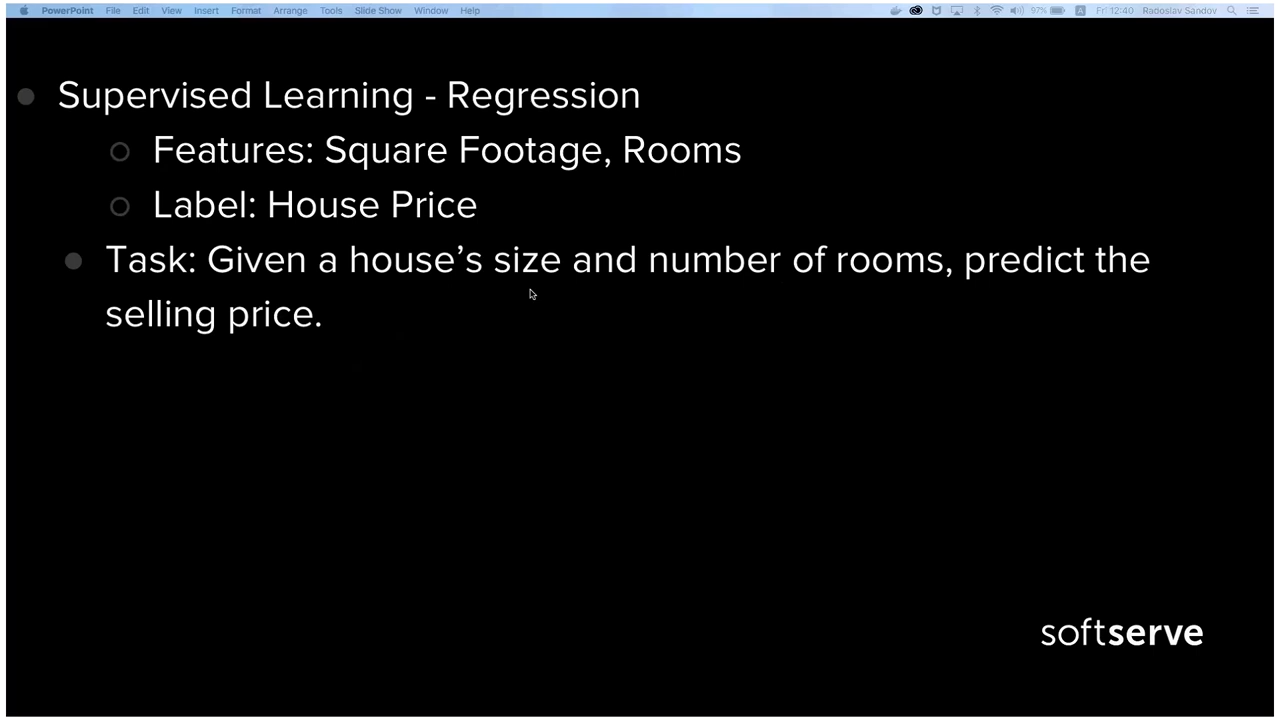 PowerPoint File Edit View Insert Format Arrange Tools Slide Show Window Help 97% A Fri 12:40 Radoslav Sandov
Supervised Learning - Regression
Features: Square Footage, Rooms
Label: House Price
Task: Given a house’s size and number of rooms, predict the
selling price.
softserve